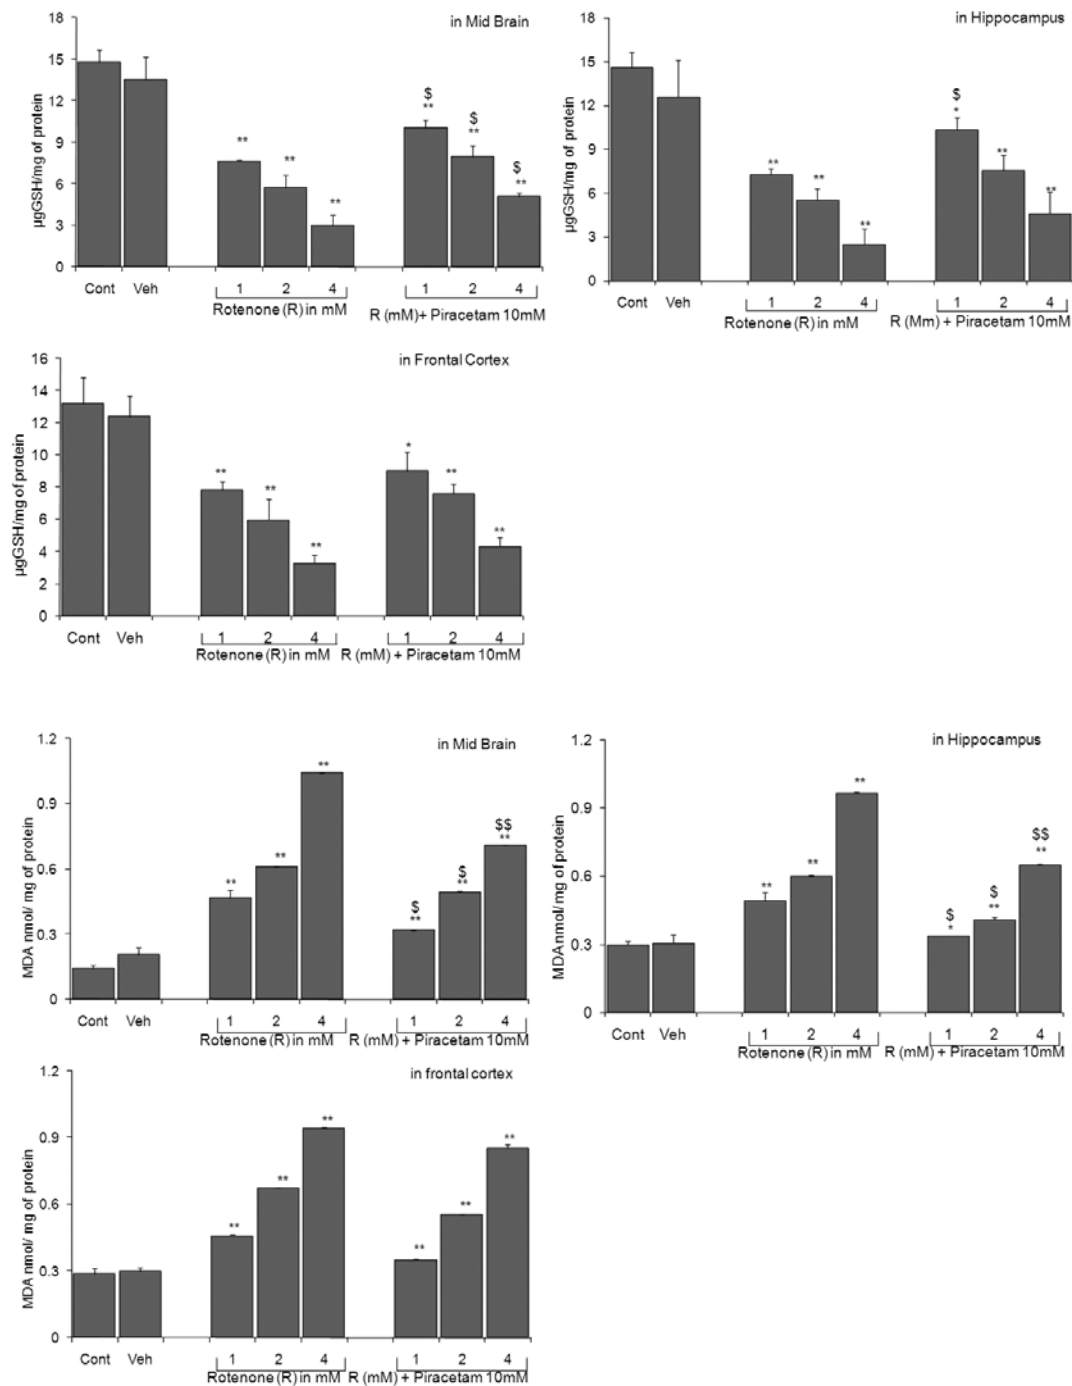 in Mid Brain
µgGSH/mg of protein
18
15
12
9
6
3
0
** ** **
$ $ $
** ** **
Cont Veh 1 2 4 1 2 4
Rotenone (R) in mM R (mM)+ Piracetam 10mM
in Hippocampus
µgGSH/mg of protein
18
15
12
9
6
3
0
** ** **
$
* ** **
Cont Veh 1 2 4 1 2 4
Rotenone (R) in mM R (Mm) + Piracetam 10mM
in Frontal Cortex
µgGSH/mg of protein
16
14
12
10
8
6
4
2
0
** ** **
* ** **
Cont Veh 1 2 4 1 2 4
Rotenone (R) in mM R (mM) + Piracetam 10mM
in Mid Brain
MDA nmol/ mg of protein
1.2
0.9
0.6
0.3
0
** ** **
$ $ $$
** ** **
Cont Veh 1 2 4 1 2 4
Rotenone (R) in mM R (mM) + Piracetam 10mM
in Hippocampus
MDA nmol/ mg of protein
1.2
0.9
0.6
0.3
0
** ** **
$ $ $$
* ** **
Cont Veh 1 2 4 1 2 4
Rotenone (R) in mM R (mM) + Piracetam 10mM
in frontal cortex
MDA nmol/ mg of protein
1.2
0.9
0.6
0.3
0
** ** **
** ** **
Cont Veh 1 2 4 1 2 4
Rotenone (R) in mM R (mM) + Piracetam 10mM